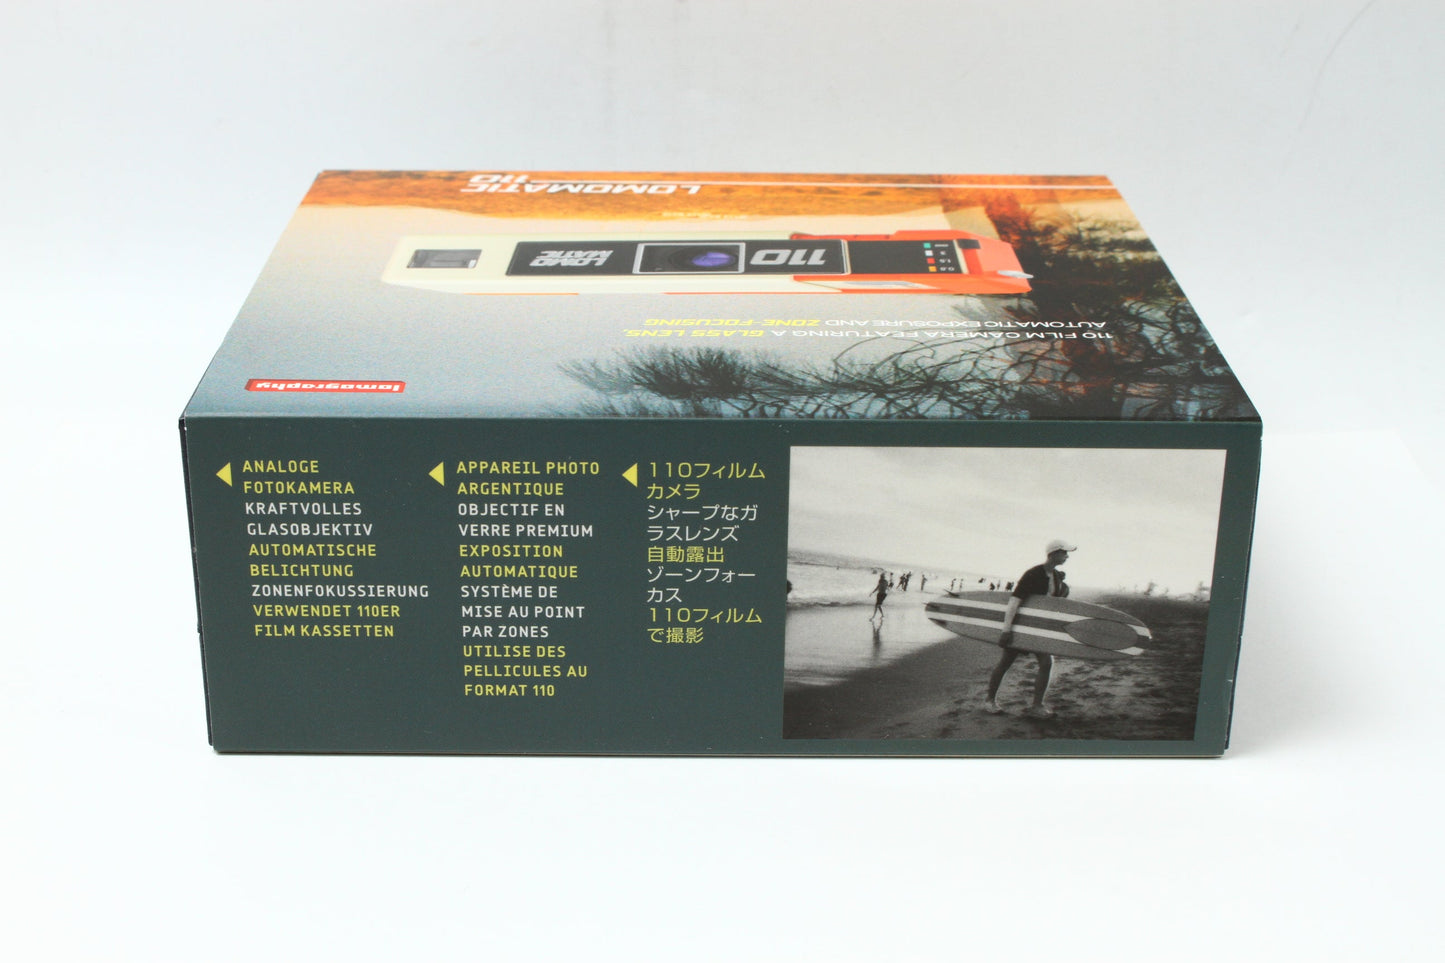 LOMOMATIC
110
110
LOMO
MATIC
110 FILM CAMERA FEATURING A GLASS LENS,
AUTOMATIC EXPOSURE AND ZONE-FOCUSING
lomography
ANALOGE
FOTOKAMERA
KRAFTVOLLES
GLASOBJEKTIV
AUTOMATISCHE
BELICHTUNG
ZONENFOKUSSIERUNG
VERWENDET 110ER
FILM KASSETTEN
APPAREIL PHOTO
ARGENTIQUE
OBJECTIF EN
VERRE PREMIUM
EXPOSITION
AUTOMATIQUE
SYSTÈME DE
MISE AU POINT
PAR ZONES
UTILISE DES
PELLICULES AU
FORMAT 110
110フィルム
カメラ
シャープなガ
ラスレンズ
自動露出
ゾーンフォー
カス
110フィルム
で撮影